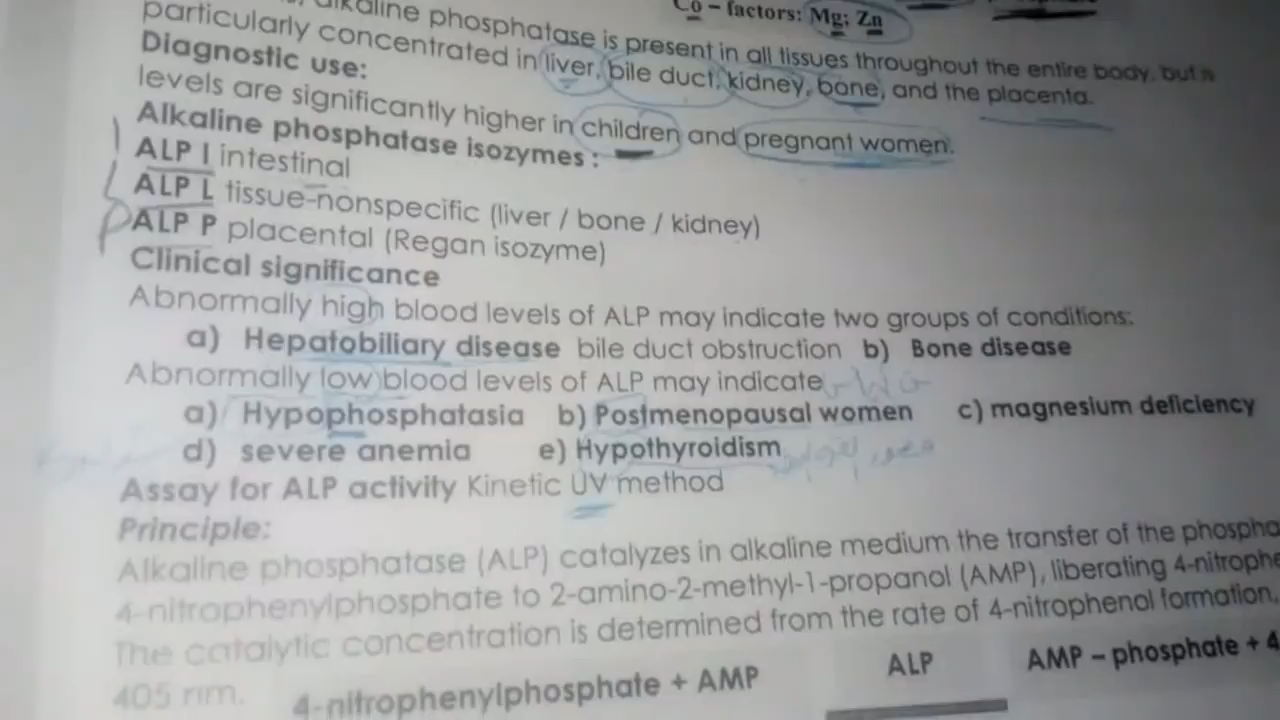 Co – factors: Mg; Zn
alkaline phosphatase is present in all tissues throughout the entire body, but is
particularly concentrated in liver, bile duct, kidney, bone, and the placenta.
Diagnostic use:
levels are significantly higher in children and pregnant women.
Alkaline phosphatase isozymes :
ALP I intestinal
ALP L tissue-nonspecific (liver / bone / kidney)
ALP P placental (Regan isozyme)
Clinical significance
Abnormally high blood levels of ALP may indicate two groups of conditions:
a) Hepatobiliary disease bile duct obstruction b) Bone disease
Abnormally low blood levels of ALP may indicate
a) Hypophosphatasia b) Postmenopausal women c) magnesium deficiency
d) severe anemia e) Hypothyroidism
Assay for ALP activity Kinetic UV method
Principle:
Alkaline phosphatase (ALP) catalyzes in alkaline medium the transfer of the phospha
4-nitrophenylphosphate to 2-amino-2-methyl-1-propanol (AMP), liberating 4-nitrophe
The catalytic concentration is determined from the rate of 4-nitrophenol formation,
405 nm.
4-nitrophenylphosphate + AMP ALP AMP – phosphate + 4